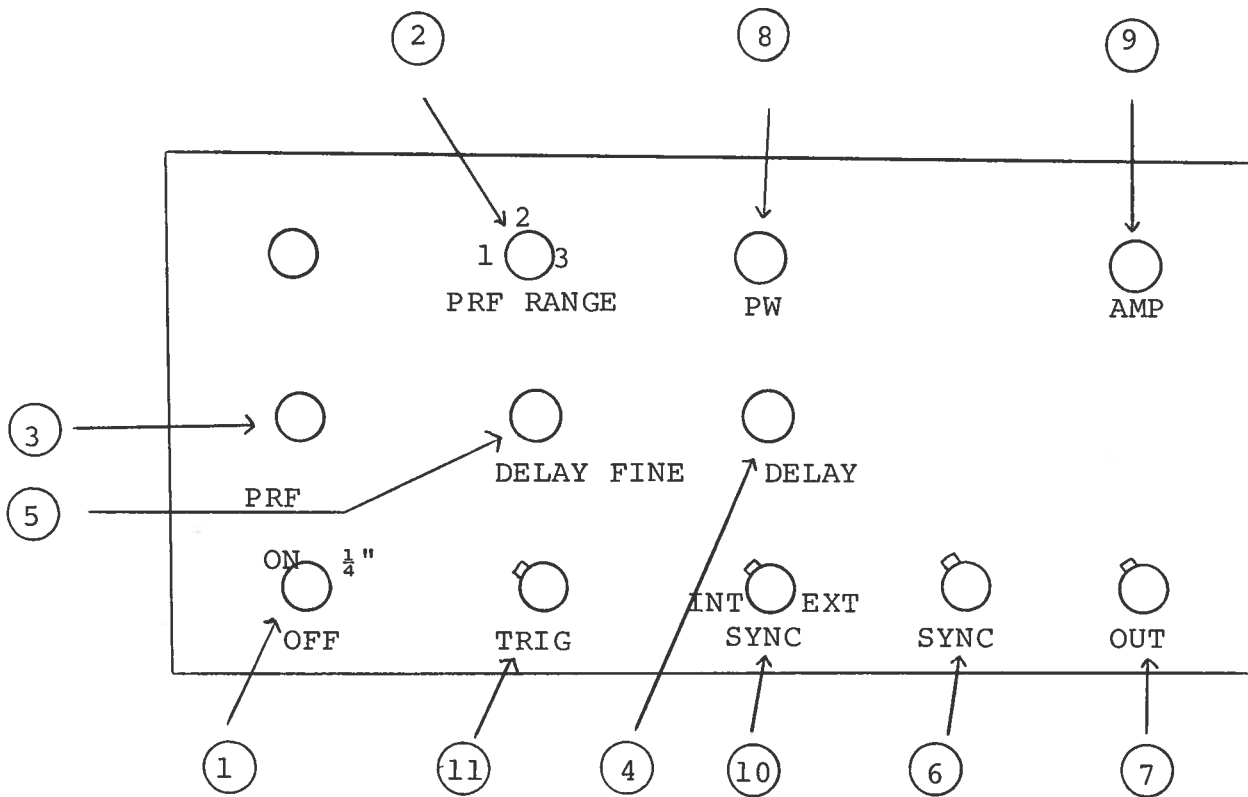 2 8 9
2
1 3
PRF RANGE PW AMP
3
DELAY FINE DELAY
PRF
5
ON ¼"
INT EXT
OFF TRIG SYNC SYNC OUT
1 11 4 10 6 7